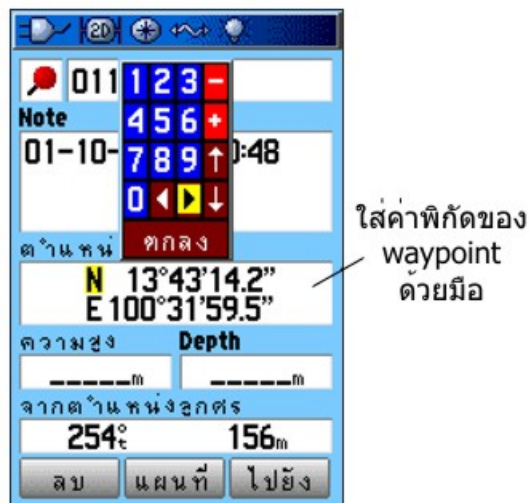 2D
011
1 2 3 -
Note
4 5 6 +
01-10-
7 8 9 ↑
:48
0 ◀ ▶ ↓
ตกลง
ตำแหน่
N 13°43'14.2"
E 100°31'59.5"
ความสูง Depth
_____m _____m
จากตำแหน่งลูกศร
254°t 156m
ลบ แผนที่ ไปยัง
ใส่ค่าพิกัดของ
waypoint
ด้วยมือ